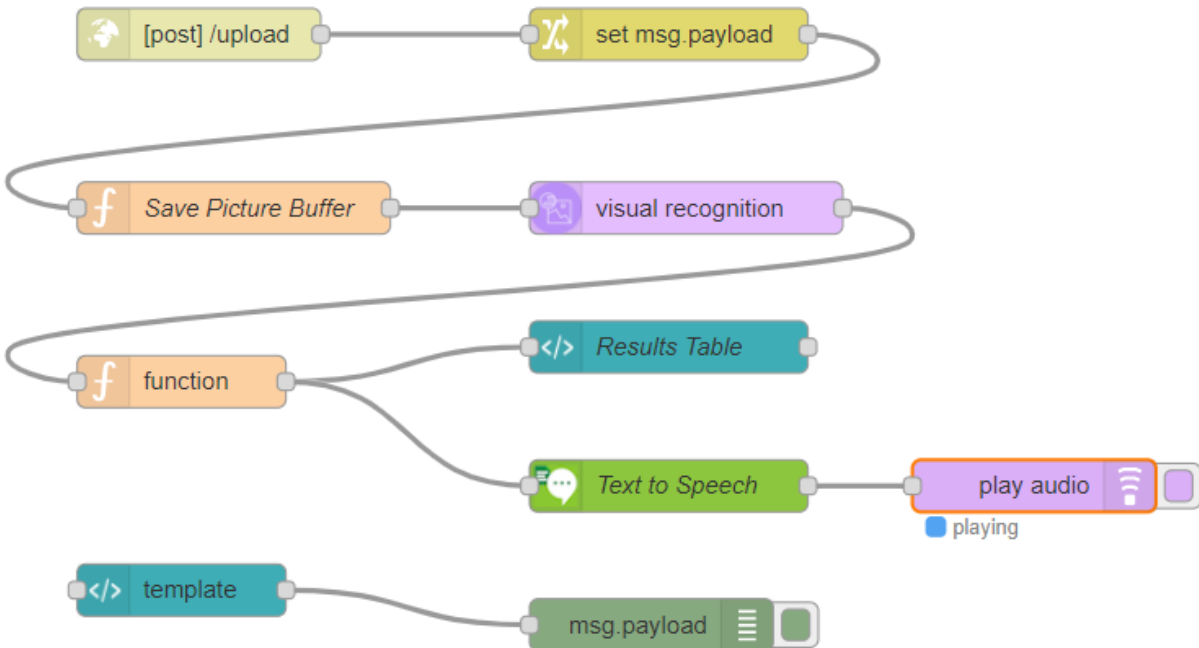 [post] /upload
set msg.payload
Save Picture Buffer
visual recognition
function
</> Results Table
Text to Speech
play audio
playing
</> template
msg.payload